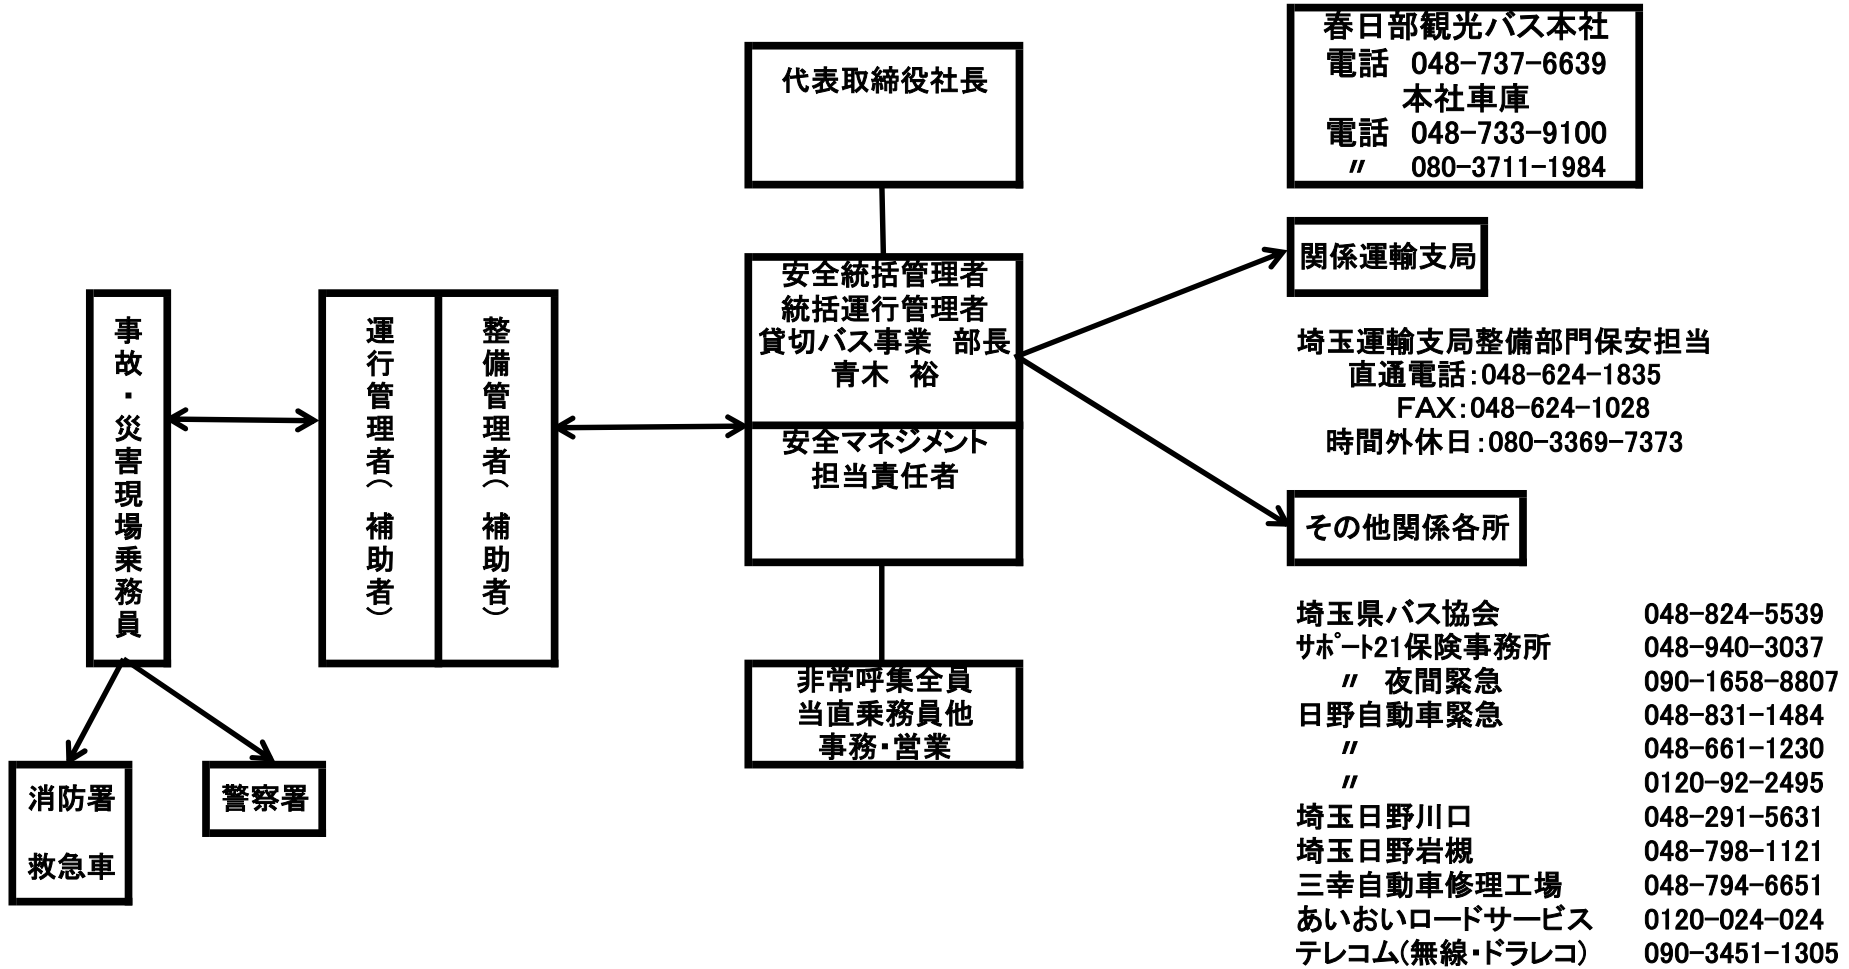 代表取締役社長
春日部観光バス本社
電話　048-737-6639
本社車庫
電話　048-733-9100
〃　080-3711-1984
関係運輸支局
安全統括管理者
統括運行管理者
貸切バス事業　部長
青木　裕
安全マネジメント
担当責任者
事故・災害現場乗務員
運行管理者(補助者)
整備管理者(補助者)
埼玉運輸支局整備部門保安担当
直通電話:048-624-1835
FAX:048-624-1028
時間外休日:080-3369-7373
その他関係各所
非常呼集全員
当直乗務員他
事務・営業
消防署
救急車
警察署
埼玉県バス協会　048-824-5539
ｻﾎﾟｰﾄ21保険事務所　048-940-3037
〃　夜間緊急　090-1658-8807
日野自動車緊急　048-831-1484
〃　048-661-1230
〃　0120-92-2495
埼玉日野川口　048-291-5631
埼玉日野岩槻　048-798-1121
三幸自動車修理工場　048-794-6651
あいおいロードサービス　0120-024-024
テレコム(無線・ドラレコ)　090-3451-1305